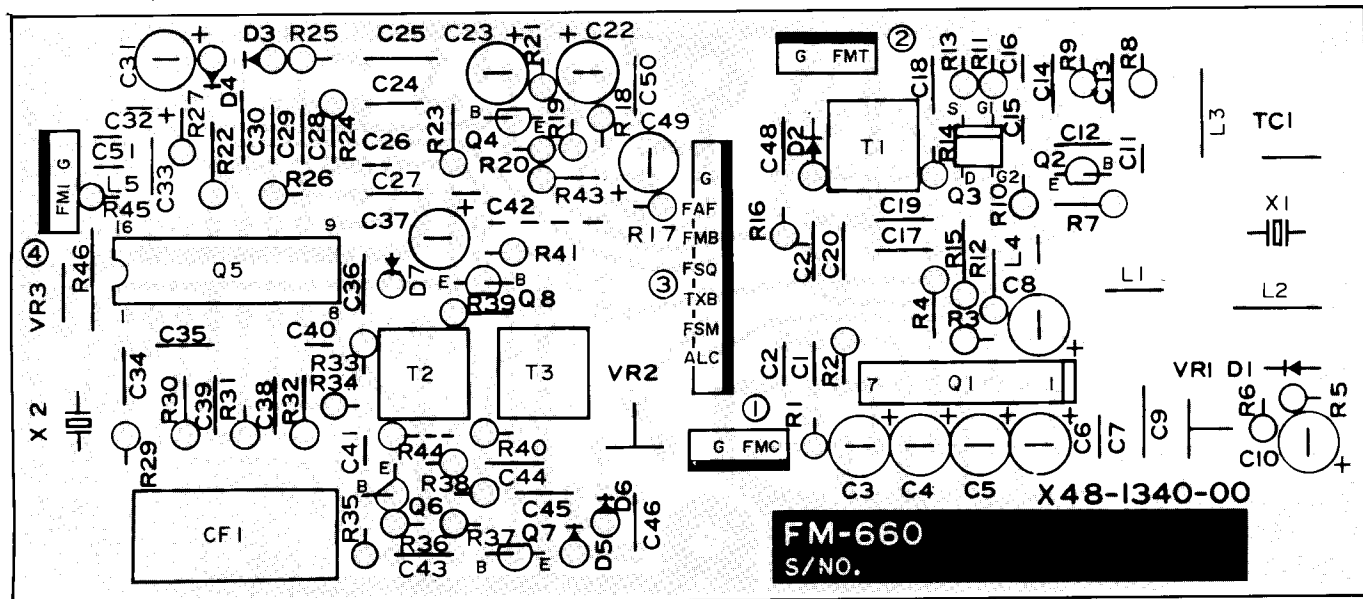 C31
+
D3
R25
C25
C23
+
R21
+
C22
D4
C24
C50
R18
C32
+
R27
R22
C30
C29
C28
R24
R23
B
E
R19
Q4
C49
G
C51
C33
C26
R20
L5
R26
C27
R43
+
FM1
R45
C37
+
C42
R17
16
9
Q5
1
8
④
R46
VR3
C36
D7
R41
E
B
Q8
R39
C35
C40
R33
R34
T2
T3
VR2
C34
R30
C39
R31
C38
R32
X2
R29
C41
R44
R40
E
R38
C44
B
Q6
CF1
R35
R36
C43
R37
C45
Q7
B
E
D5
D6
C46
G
FAF
FMB
FSQ
TXB
FSM
ALC
③
G FMT
②
C18
R13
R11
C16
R9
C14
C13
R8
L3
TC1
C48
D2
T1
R14
S
G1
C15
D
G2
Q3
C12
Q2
B
E
C11
R10
R7
X1
R16
C21
C20
C19
C17
R15
R12
L4
C8
+
L1
L2
R4
R3
C2
C1
R2
7 Q1 1
①
G FMC
R1
+
+
+
+
C3
C4
C5
C6
C7
C9
VR1
D1
R6
R5
C10
+
X48-1340-00
FM-660
S/NO.